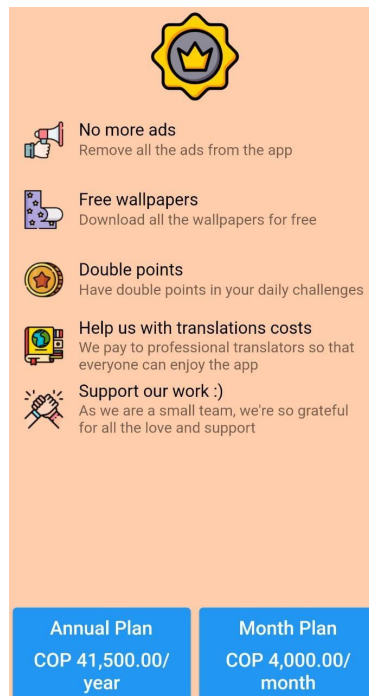 No more ads
Remove all the ads from the app
Free wallpapers
Download all the wallpapers for free
Double points
Have double points in your daily challenges
Help us with translations costs
We pay to professional translators so that
everyone can enjoy the app
Support our work :)
As we are a small team, we're so grateful
for all the love and support
Annual Plan
COP 41,500.00/
year
Month Plan
COP 4,000.00/
month